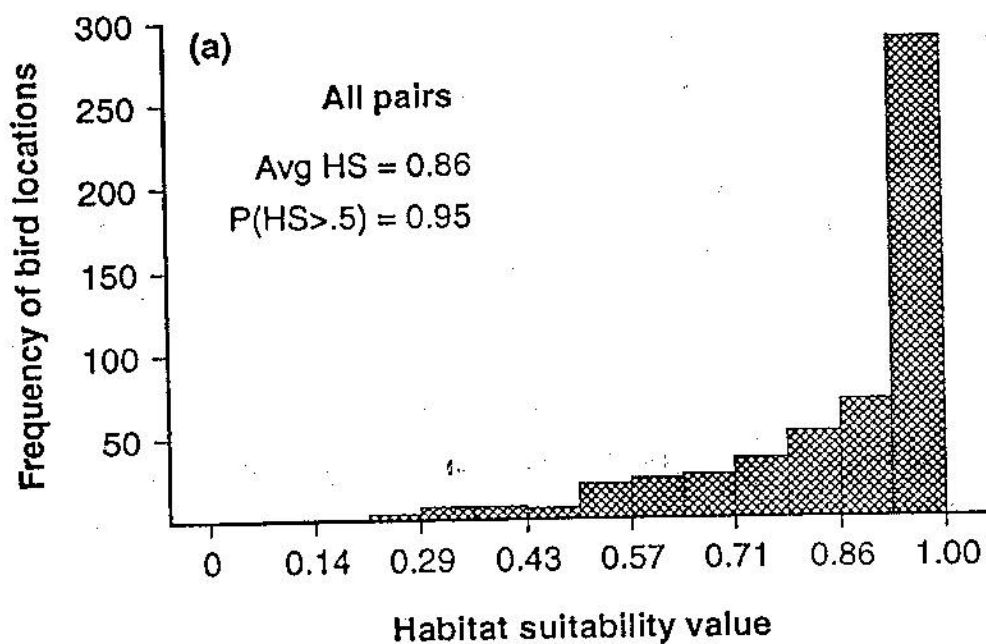 (a)
All pairs
Avg HS = 0.86
P(HS>.5) = 0.95
Frequency of bird locations
300
250
200
150
100
50
0 0.14 0.29 0.43 0.57 0.71 0.86 1.00
Habitat suitability value